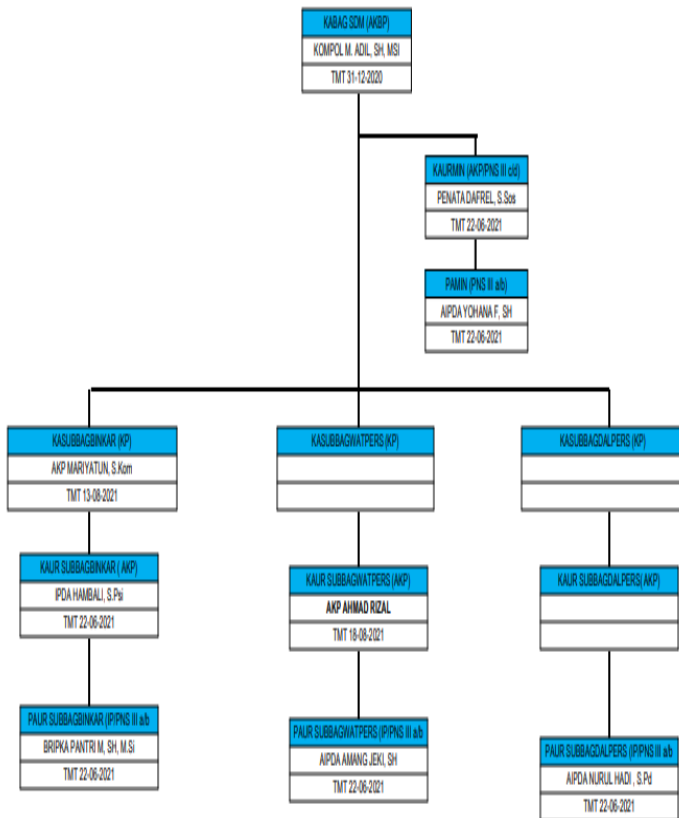 KABAG SDM (AKBP)
KOMPOL M. ADIL, SH, MSI
TMT 31-12-2020
KAURMIN (AKP/PNS III c/d)
PENATA DAFREL, S.Sos
TMT 22-06-2021
PAMIN (PNS III a/b)
AIPDA YOHANA F, SH
TMT 22-06-2021
KASUBBAGBINKAR (KP)
AKP MARIYATUN, S.Kom
TMT 13-08-2021
KAUR SUBBAGBINKAR ( AKP)
IPDA HAMBALI, S.Psi
TMT 22-06-2021
PAUR SUBBAGBINKAR (IP/PNS III a/b
BRIPKA PANTRI M, SH, M.Si
TMT 22-06-2021
KASUBBAGWATPERS (KP)
KAUR SUBBAGWATPERS (AKP)
AKP AHMAD RIZAL
TMT 18-08-2021
PAUR SUBBAGWATPERS (IP/PNS III a/b
AIPDA AMANG JEKI, SH
TMT 22-06-2021
KASUBBAGDALPERS (KP)
KAUR SUBBAGDALPERS( AKP)
PAUR SUBBAGDALPERS (IP/PNS III a/b
AIPDA NURUL HADI , S.Pd
TMT 22-06-2021